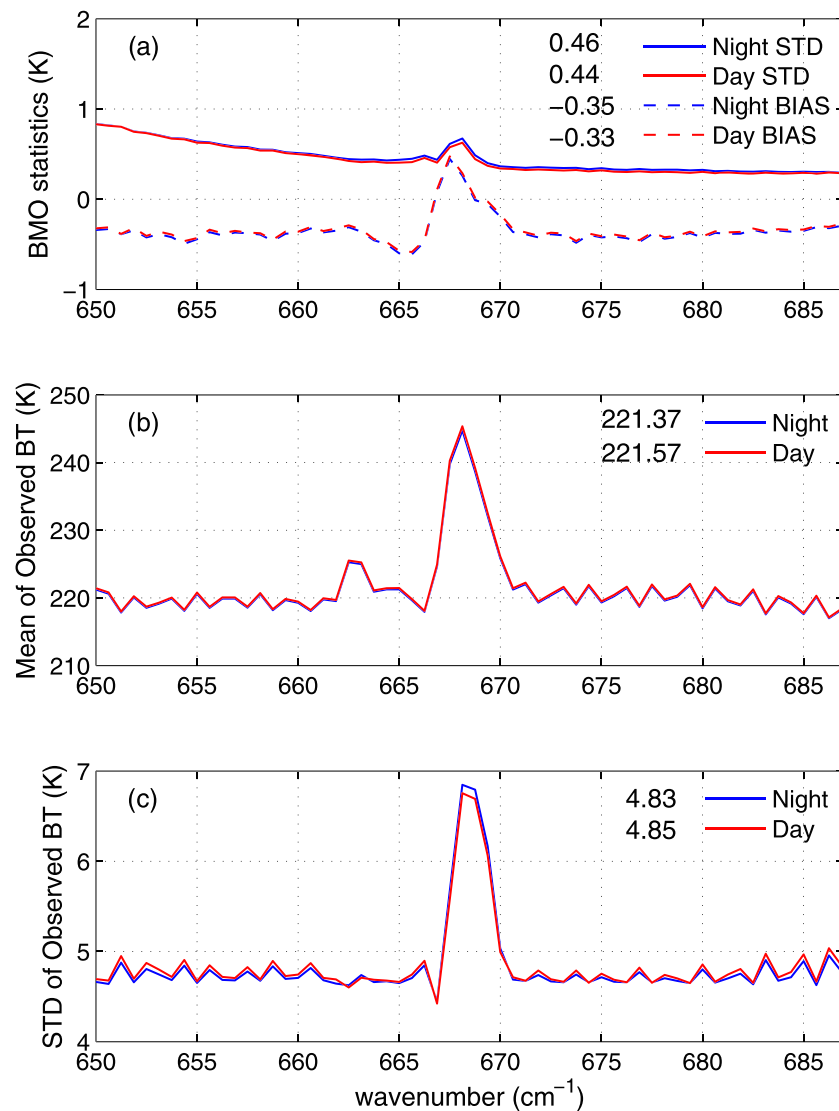 2
(a)
0.46
Night STD
0.44
Day STD
−0.35
Night BIAS
−0.33
Day BIAS
1
0
−1
BMO statistics (K)
650 655 660 665 670 675 680 685
250
(b)
221.37
Night
221.57
Day
240
230
220
210
Mean of Observed BT (K)
650 655 660 665 670 675 680 685
7
(c)
4.83
Night
4.85
Day
6
5
4
STD of Observed BT (K)
650 655 660 665 670 675 680 685
wavenumber (cm⁻¹)